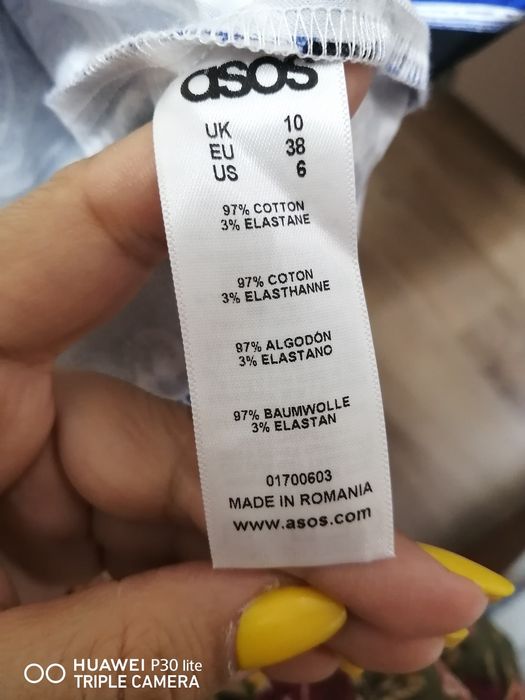 asos
UK 10
EU 38
US 6
97% COTTON
3% ELASTANE
97% COTON
3% ELASTHANNE
97% ALGODÓN
3% ELASTANO
97% BAUMWOLLE
3% ELASTAN
01700603
MADE IN ROMANIA
www.asos.com
HUAWEI P30 lite
TRIPLE CAMERA